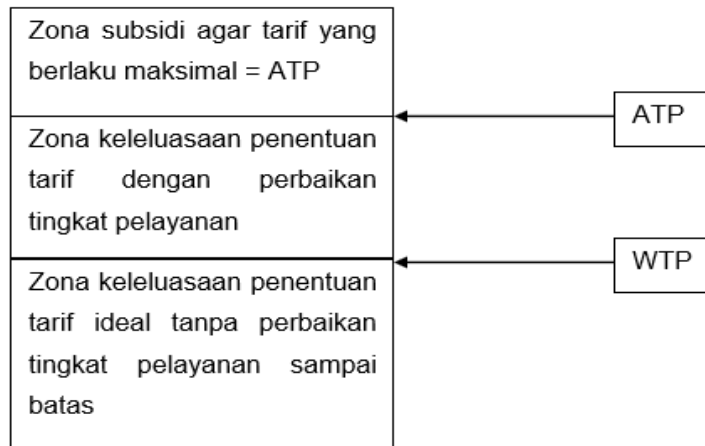 Zona subsidi agar tarif yang
berlaku maksimal = ATP
ATP
Zona keleluasaan penentuan
tarif dengan perbaikan
tingkat pelayanan
WTP
Zona keleluasaan penentuan
tarif ideal tanpa perbaikan
tingkat pelayanan sampai
batas